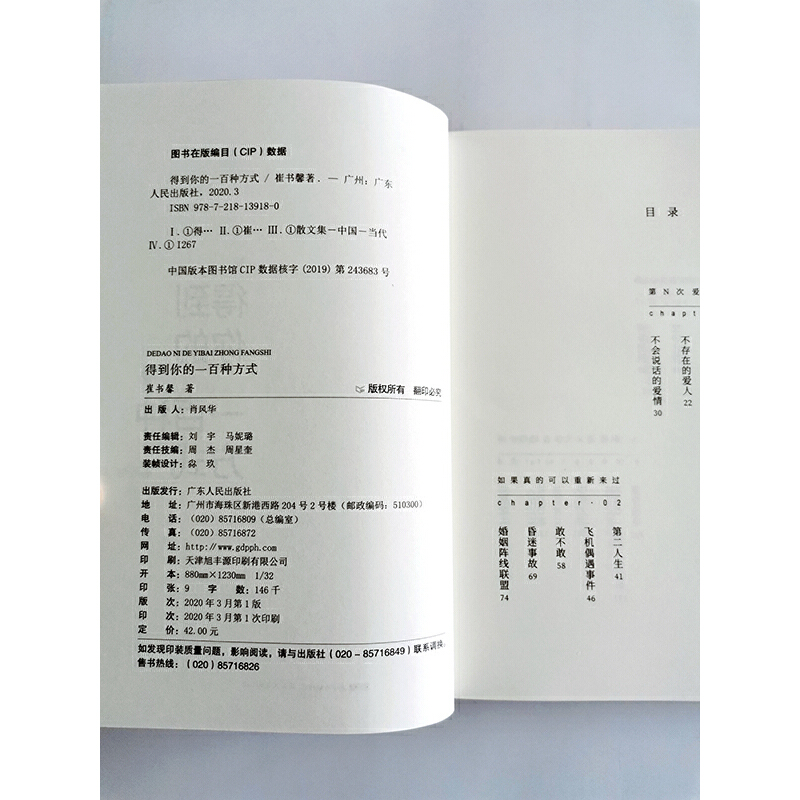 图书在版编目(CIP)数据
得到你的一百种方式 / 崔书馨著. — 广州：广东
人民出版社，2020.3
ISBN 978-7-218-13918-0
Ⅰ.①得… Ⅱ.①崔… Ⅲ.①散文集－中国－当代
Ⅳ.①I267
中国版本图书馆CIP数据核字(2019)第243683号
DEDAO NI DE YIBAI ZHONG FANGSHI
得到你的一百种方式
崔书馨 著
版权所有 翻印必究
出 版 人：肖风华
责任编辑：刘 宇 马妮璐
责任技编：周 杰 周星奎
装帧设计：尛 玖
出版发行：广东人民出版社
地 址：广州市海珠区新港西路204号2号楼（邮政编码：510300）
电 话：（020）85716809（总编室）
传 真：（020）85716872
网 址：http://www.gdpph.com
印 刷：天津旭丰源印刷有限公司
开 本：880mm×1230mm 1/32
印 张：9 字 数：146千
版 次：2020年3月第1版
印 次：2020年3月第1次印刷
定 价：42.00元
如发现印装质量问题，影响阅读，请与出版社（020－85716849）联系调换
售书热线：（020）85716826
目录
第N次爱
chapt
不存在的爱人
22
不会说话的爱情
30
如果真的可以重新来过
chapter-02
第二人生
41
飞机偶遇事件
46
敢不敢
58
昏迷事故
69
婚姻阵线联盟
74